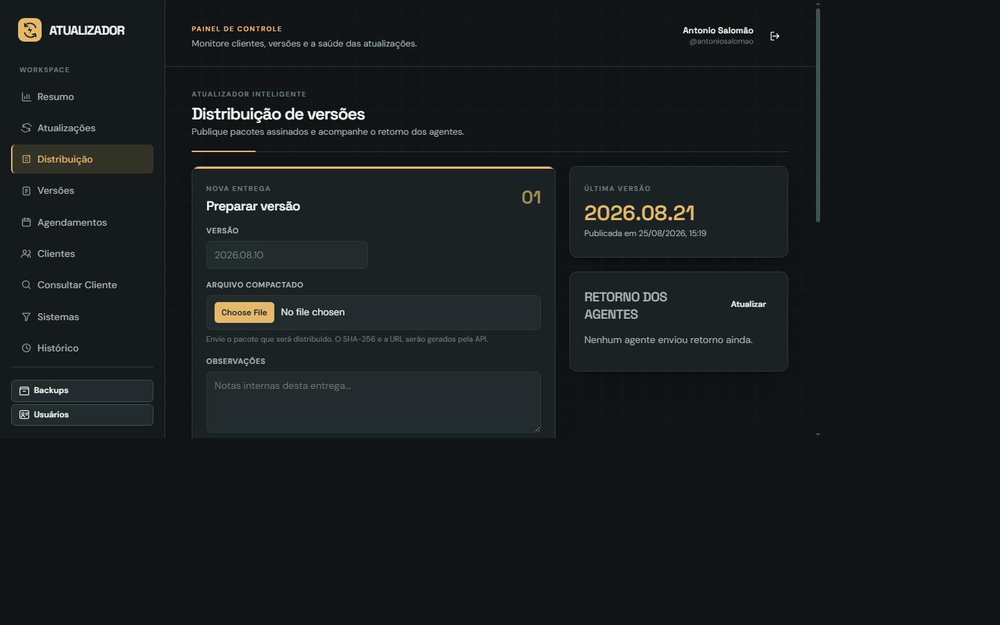 ATUALIZADOR
WORKSPACE
Resumo
Atualizações
Distribuição
Versões
Agendamentos
Clientes
Consultar Cliente
Sistemas
Histórico
Backups
Usuários
PAINEL DE CONTROLE
Monitore clientes, versões e a saúde das atualizações.
Antonio Salomão
@antoniosalomao
ATUALIZADOR INTELIGENTE
Distribuição de versões
Publique pacotes assinados e acompanhe o retorno dos agentes.
NOVA ENTREGA
Preparar versão
01
VERSÃO
2026.08.10
ARQUIVO COMPACTADO
Choose File No file chosen
Envie o pacote que será distribuído. O SHA-256 e a URL serão gerados pela API.
OBSERVAÇÕES
Notas internas desta entrega...
ÚLTIMA VERSÃO
2026.08.21
Publicada em 25/08/2026, 15:19
RETORNO DOS
AGENTES
Atualizar
Nenhum agente enviou retorno ainda.